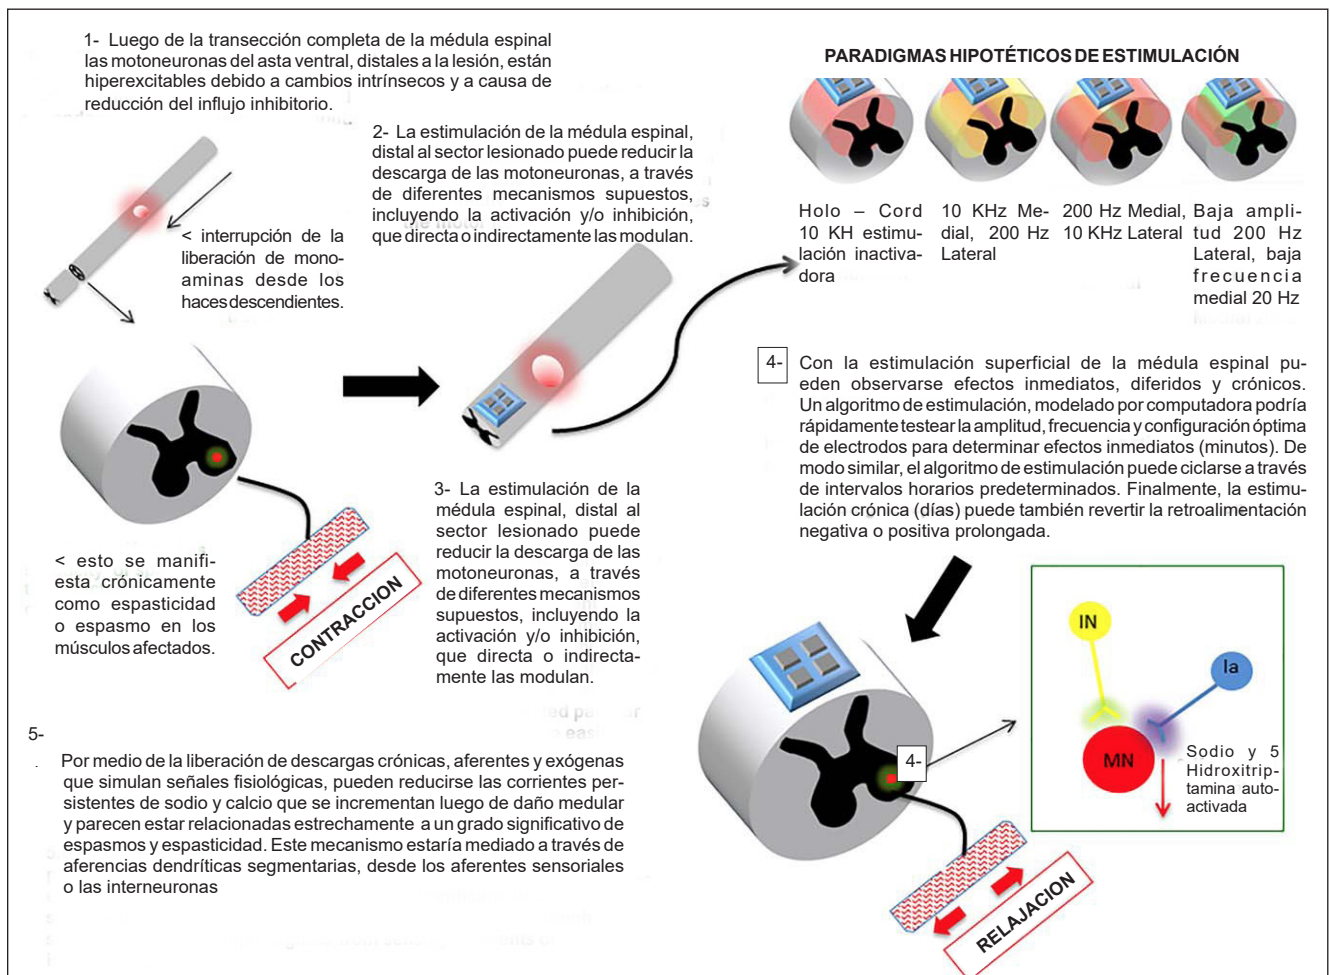 1- Luego de la transección completa de la médula espinal
las motoneuronas del asta ventral, distales a la lesión, están
hiperexcitables debido a cambios intrínsecos y a causa de
reducción del influjo inhibitorio.
2- La estimulación de la médula espinal,
distal al sector lesionado puede reducir la
descarga de las motoneuronas, a través
de diferentes mecanismos supuestos,
incluyendo la activación y/o inhibición,
que directa o indirectamente las modulan.
< interrupción de la
liberación de mono-
aminas desde los
haces descendientes.
PARADIGMAS HIPOTÉTICOS DE ESTIMULACIÓN
Holo – Cord
10 KH estimu-
lación inactiva-
dora
10 KHz Me-
dial, 200 Hz
Lateral
200 Hz Medial,
10 KHz Lateral
Baja ampli-
tud 200 Hz
Lateral, baja
frecuencia
medial 20 Hz
4- Con la estimulación superficial de la médula espinal pu-
eden observarse efectos inmediatos, diferidos y crónicos.
Un algoritmo de estimulación, modelado por computadora podría
rápidamente testear la amplitud, frecuencia y configuración óptima
de electrodos para determinar efectos inmediatos (minutos). De
modo similar, el algoritmo de estimulación puede ciclarse a través
de intervalos horarios predeterminados. Finalmente, la estimu-
lación crónica (días) puede también revertir la retroalimentación
negativa o positiva prolongada.
< esto se manifi-
esta crónicamente
como espasticidad
o espasmo en los
músculos afectados.
CONTRACCION
3- La estimulación de la
médula espinal, distal al
sector lesionado puede
reducir la descarga de las
motoneuronas, a través
de diferentes mecanismos
supuestos, incluyendo la
activación y/o inhibición,
que directa o indirecta-
mente las modulan.
IN
Ia
MN
Sodio y 5
Hidroxitrip-
tamina auto-
activada
4-
RELAJACION
5-
Por medio de la liberación de descargas crónicas, aferentes y exógenas
que simulan señales fisiológicas, pueden reducirse las corrientes per-
sistentes de sodio y calcio que se incrementan luego de daño medular
y parecen estar relacionadas estrechamente a un grado significativo de
espasmos y espasticidad. Este mecanismo estaría mediado a través de
aferencias dendríticas segmentarias, desde los aferentes sensoriales
o las interneuronas